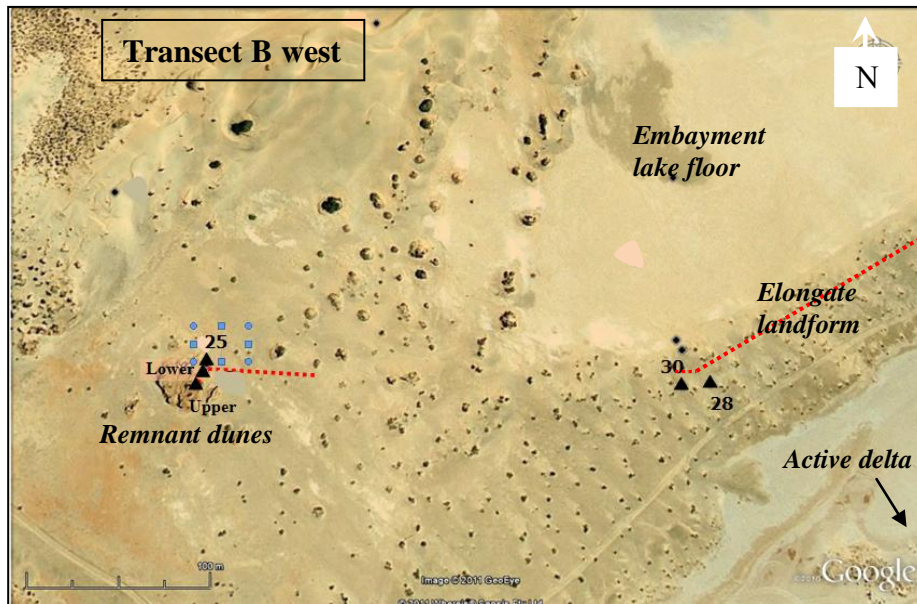 Transect B west
N
Embayment
lake floor
Elongate
landform
25
Lower
Upper
Remnant dunes
30
28
Active delta
100 m
Image © 2011 GeoEye
Google